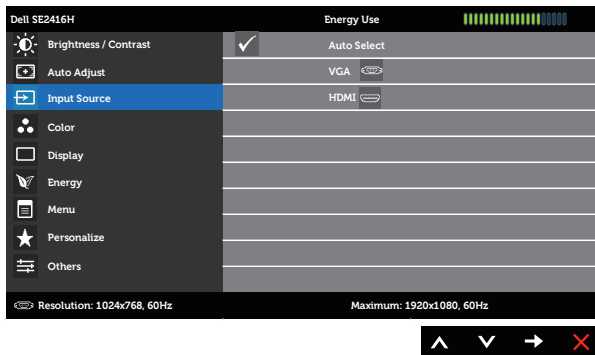 Dell SE2416H Energy Use
Brightness / Contrast Auto Select
Auto Adjust VGA
Input Source HDMI
Color
Display
Energy
Menu
Personalize
Others
Resolution: 1024x768, 60Hz Maximum: 1920x1080, 60Hz